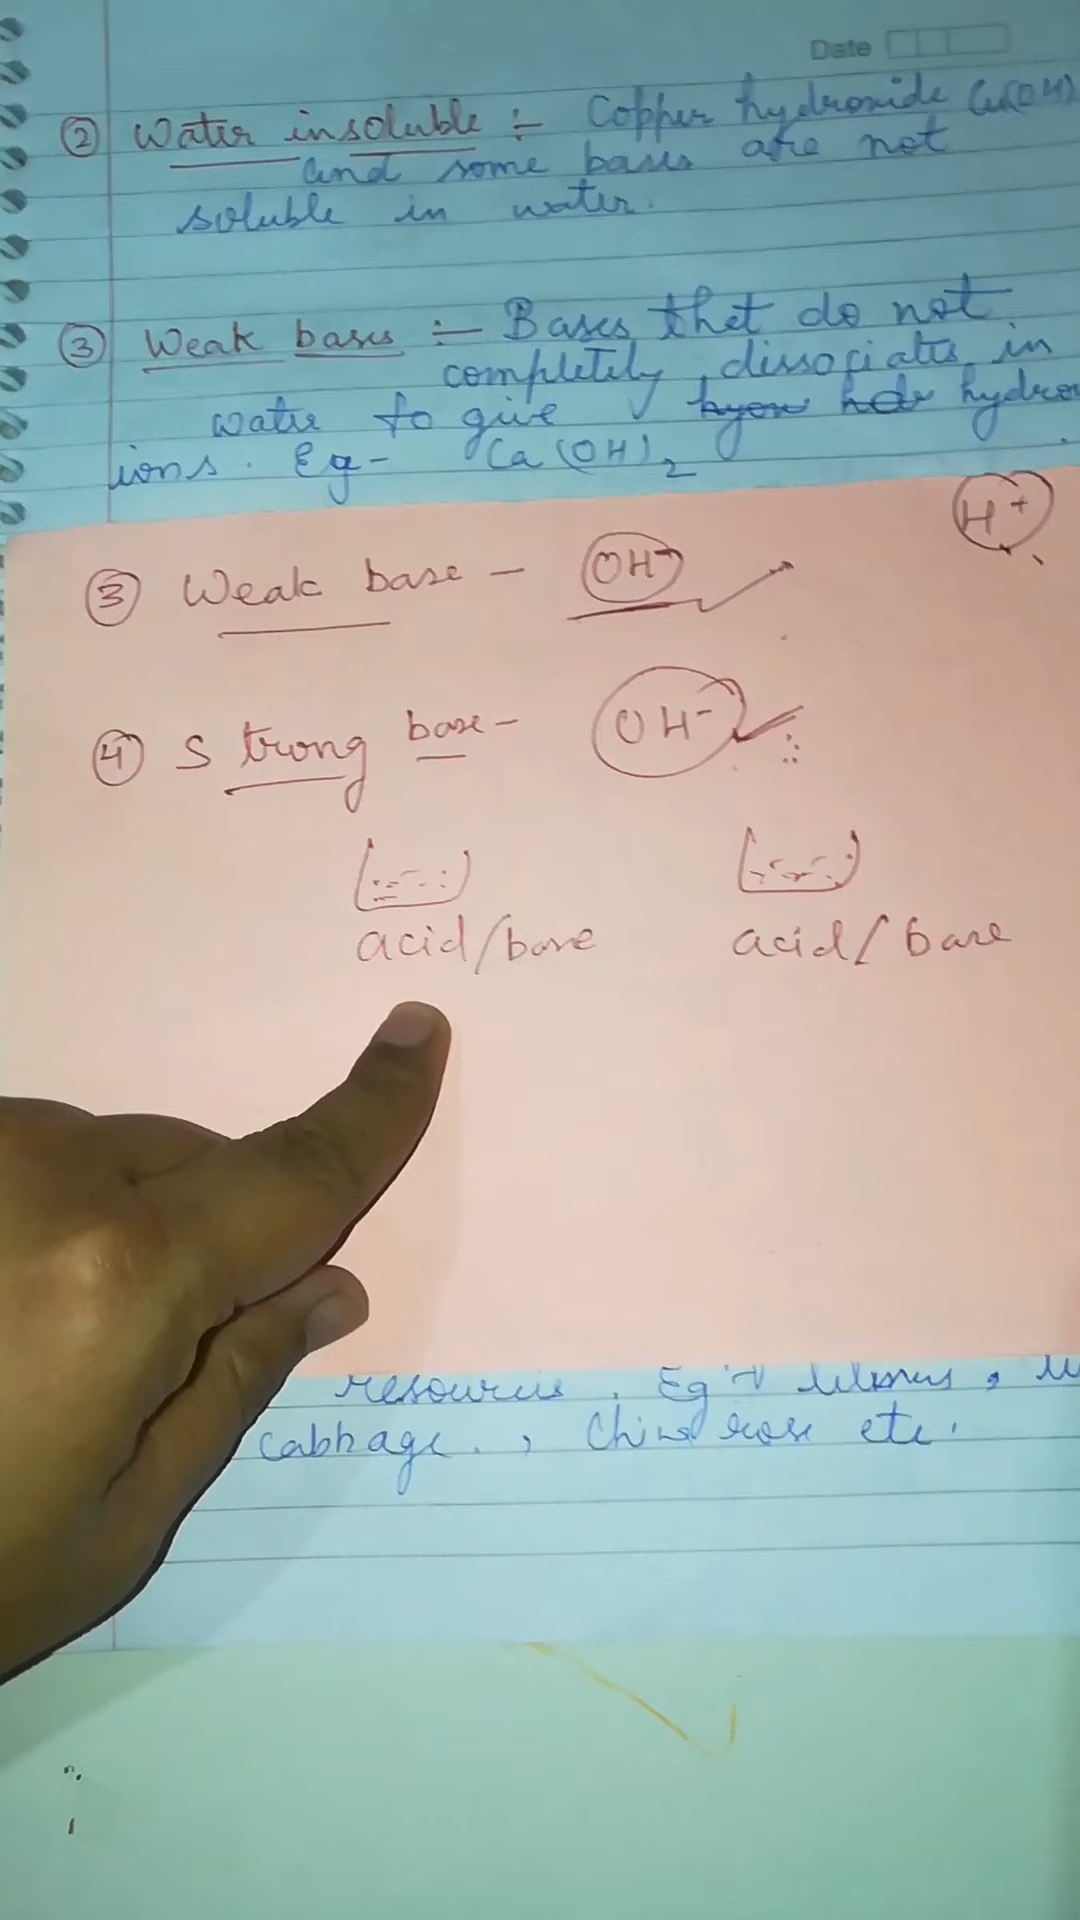 Date
② Water insoluble :- Copper hydroxide Cu(OH)
and some bases are not
soluble in water.
③ Weak bases :- Bases that do not
completely dissociates in
water to give hydro
ions. Eg- Ca(OH)₂
H⁺
③ Weak base - OH⁻
④ Strong base - OH⁻
acid/base acid/base
resources. Eg
cabbage., China rose etc.